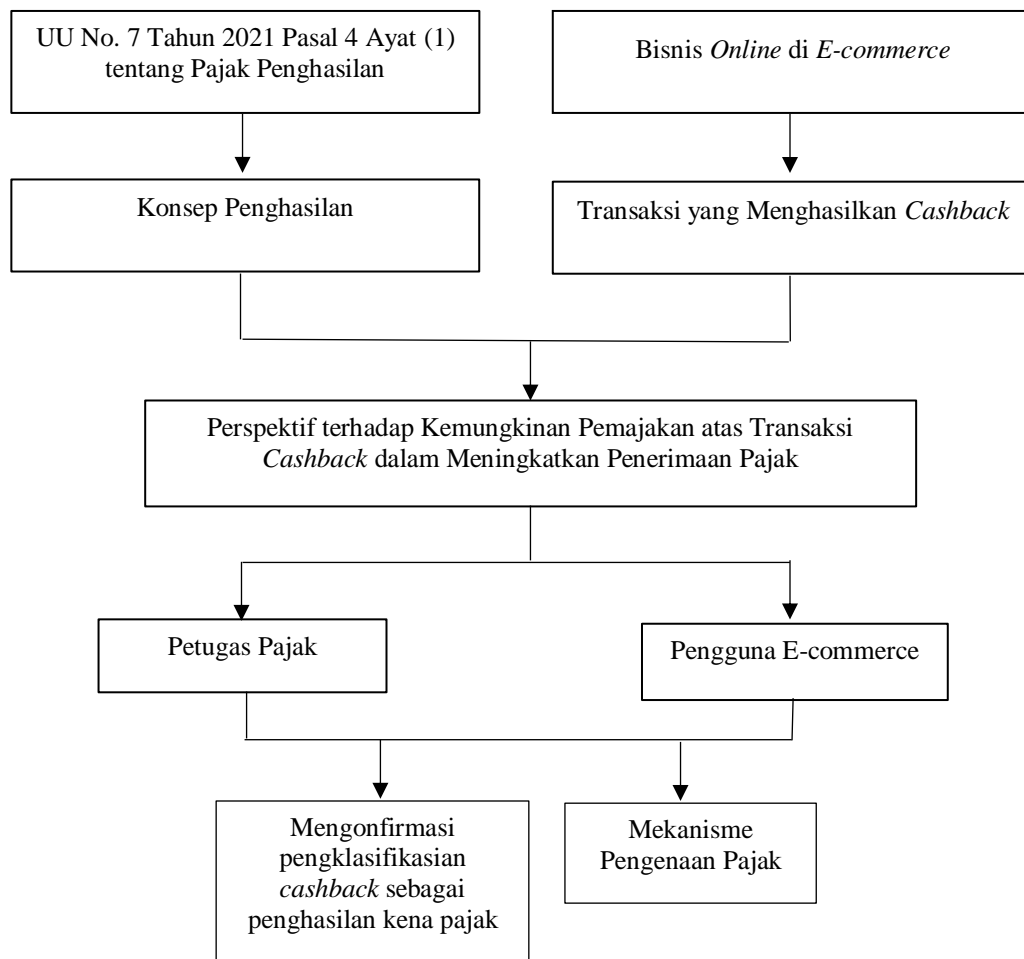 UU No. 7 Tahun 2021 Pasal 4 Ayat (1)
tentang Pajak Penghasilan
Bisnis Online di E-commerce
Konsep Penghasilan
Transaksi yang Menghasilkan Cashback
Perspektif terhadap Kemungkinan Pemajakan atas Transaksi
Cashback dalam Meningkatkan Penerimaan Pajak
Petugas Pajak
Pengguna E-commerce
Mengonfirmasi
pengklasifikasian
cashback sebagai
penghasilan kena pajak
Mekanisme
Pengenaan Pajak